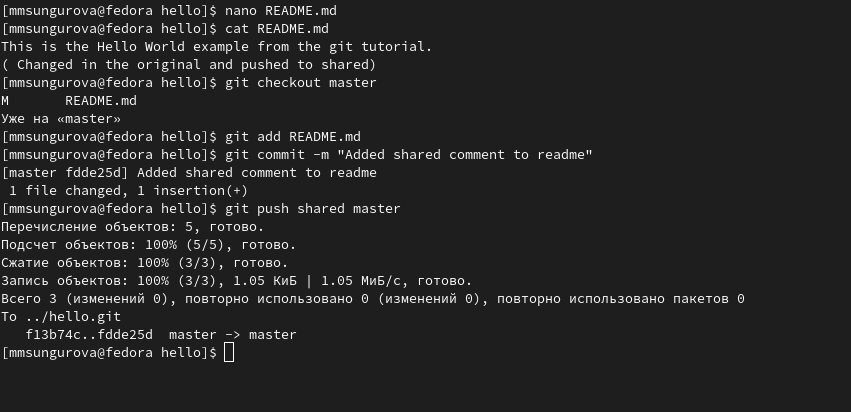 [mmsungurova@fedora hello]$ nano README.md
[mmsungurova@fedora hello]$ cat README.md
This is the Hello World example from the git tutorial.
( Changed in the original and pushed to shared)
[mmsungurova@fedora hello]$ git checkout master
M       README.md
Уже на «master»
[mmsungurova@fedora hello]$ git add README.md
[mmsungurova@fedora hello]$ git commit -m "Added shared comment to readme"
[master fdde25d] Added shared comment to readme
 1 file changed, 1 insertion(+)
[mmsungurova@fedora hello]$ git push shared master
Перечисление объектов: 5, готово.
Подсчет объектов: 100% (5/5), готово.
Сжатие объектов: 100% (3/3), готово.
Запись объектов: 100% (3/3), 1.05 КиБ | 1.05 МиБ/с, готово.
Всего 3 (изменений 0), повторно использовано 0 (изменений 0), повторно использовано пакетов 0
To ../hello.git
   f13b74c..fdde25d  master -> master
[mmsungurova@fedora hello]$